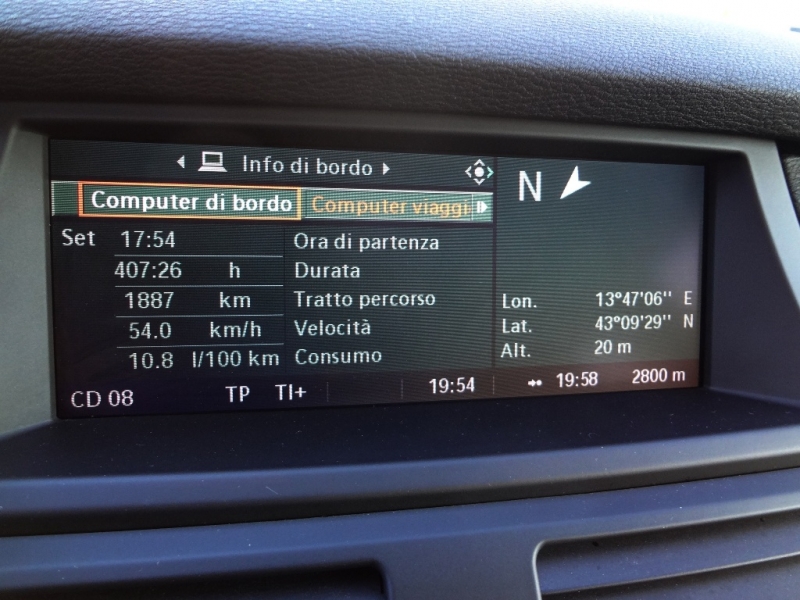 Info di bordo
Computer di bordo Computer viaggi
Set 17:54 Ora di partenza
407:26 h Durata
1887 km Tratto percorso
54.0 km/h Velocità
10.8 l/100 km Consumo
N
Lon. 13°47'06'' E
Lat. 43°09'29'' N
Alt. 20 m
CD 08 TP TI+ 19:54 19:58 2800 m